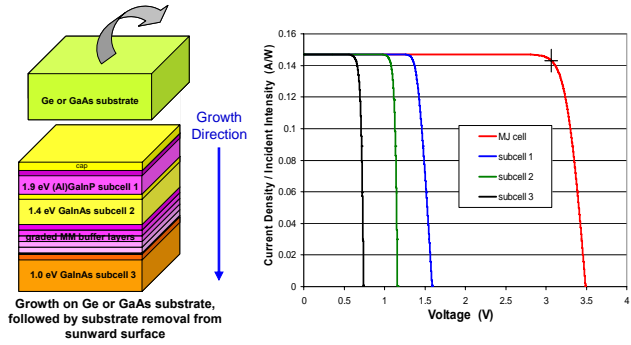 Ge or GaAs substrate
Growth
Direction
cap
1.9 eV (Al)GaInP subcell 1
1.4 eV GaInAs subcell 2
graded MM buffer layers
1.0 eV GaInAs subcell 3
Growth on Ge or GaAs substrate,
followed by substrate removal from
sunward surface
Current Density / Incident Intensity (A/W)
0.16
0.14
0.12
0.1
0.08
0.06
0.04
0.02
0
MJ cell
subcell 1
subcell 2
subcell 3
0 0.5 1 1.5 2 2.5 3 3.5 4
Voltage (V)